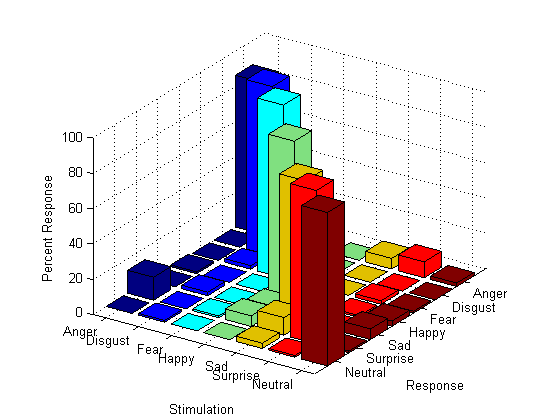 100
80
60
40
20
0
Percent Response
Anger
Disgust
Fear
Happy
Sad
Surprise
Neutral
Stimulation
Anger
Disgust
Fear
Happy
Sad
Surprise
Neutral
Response